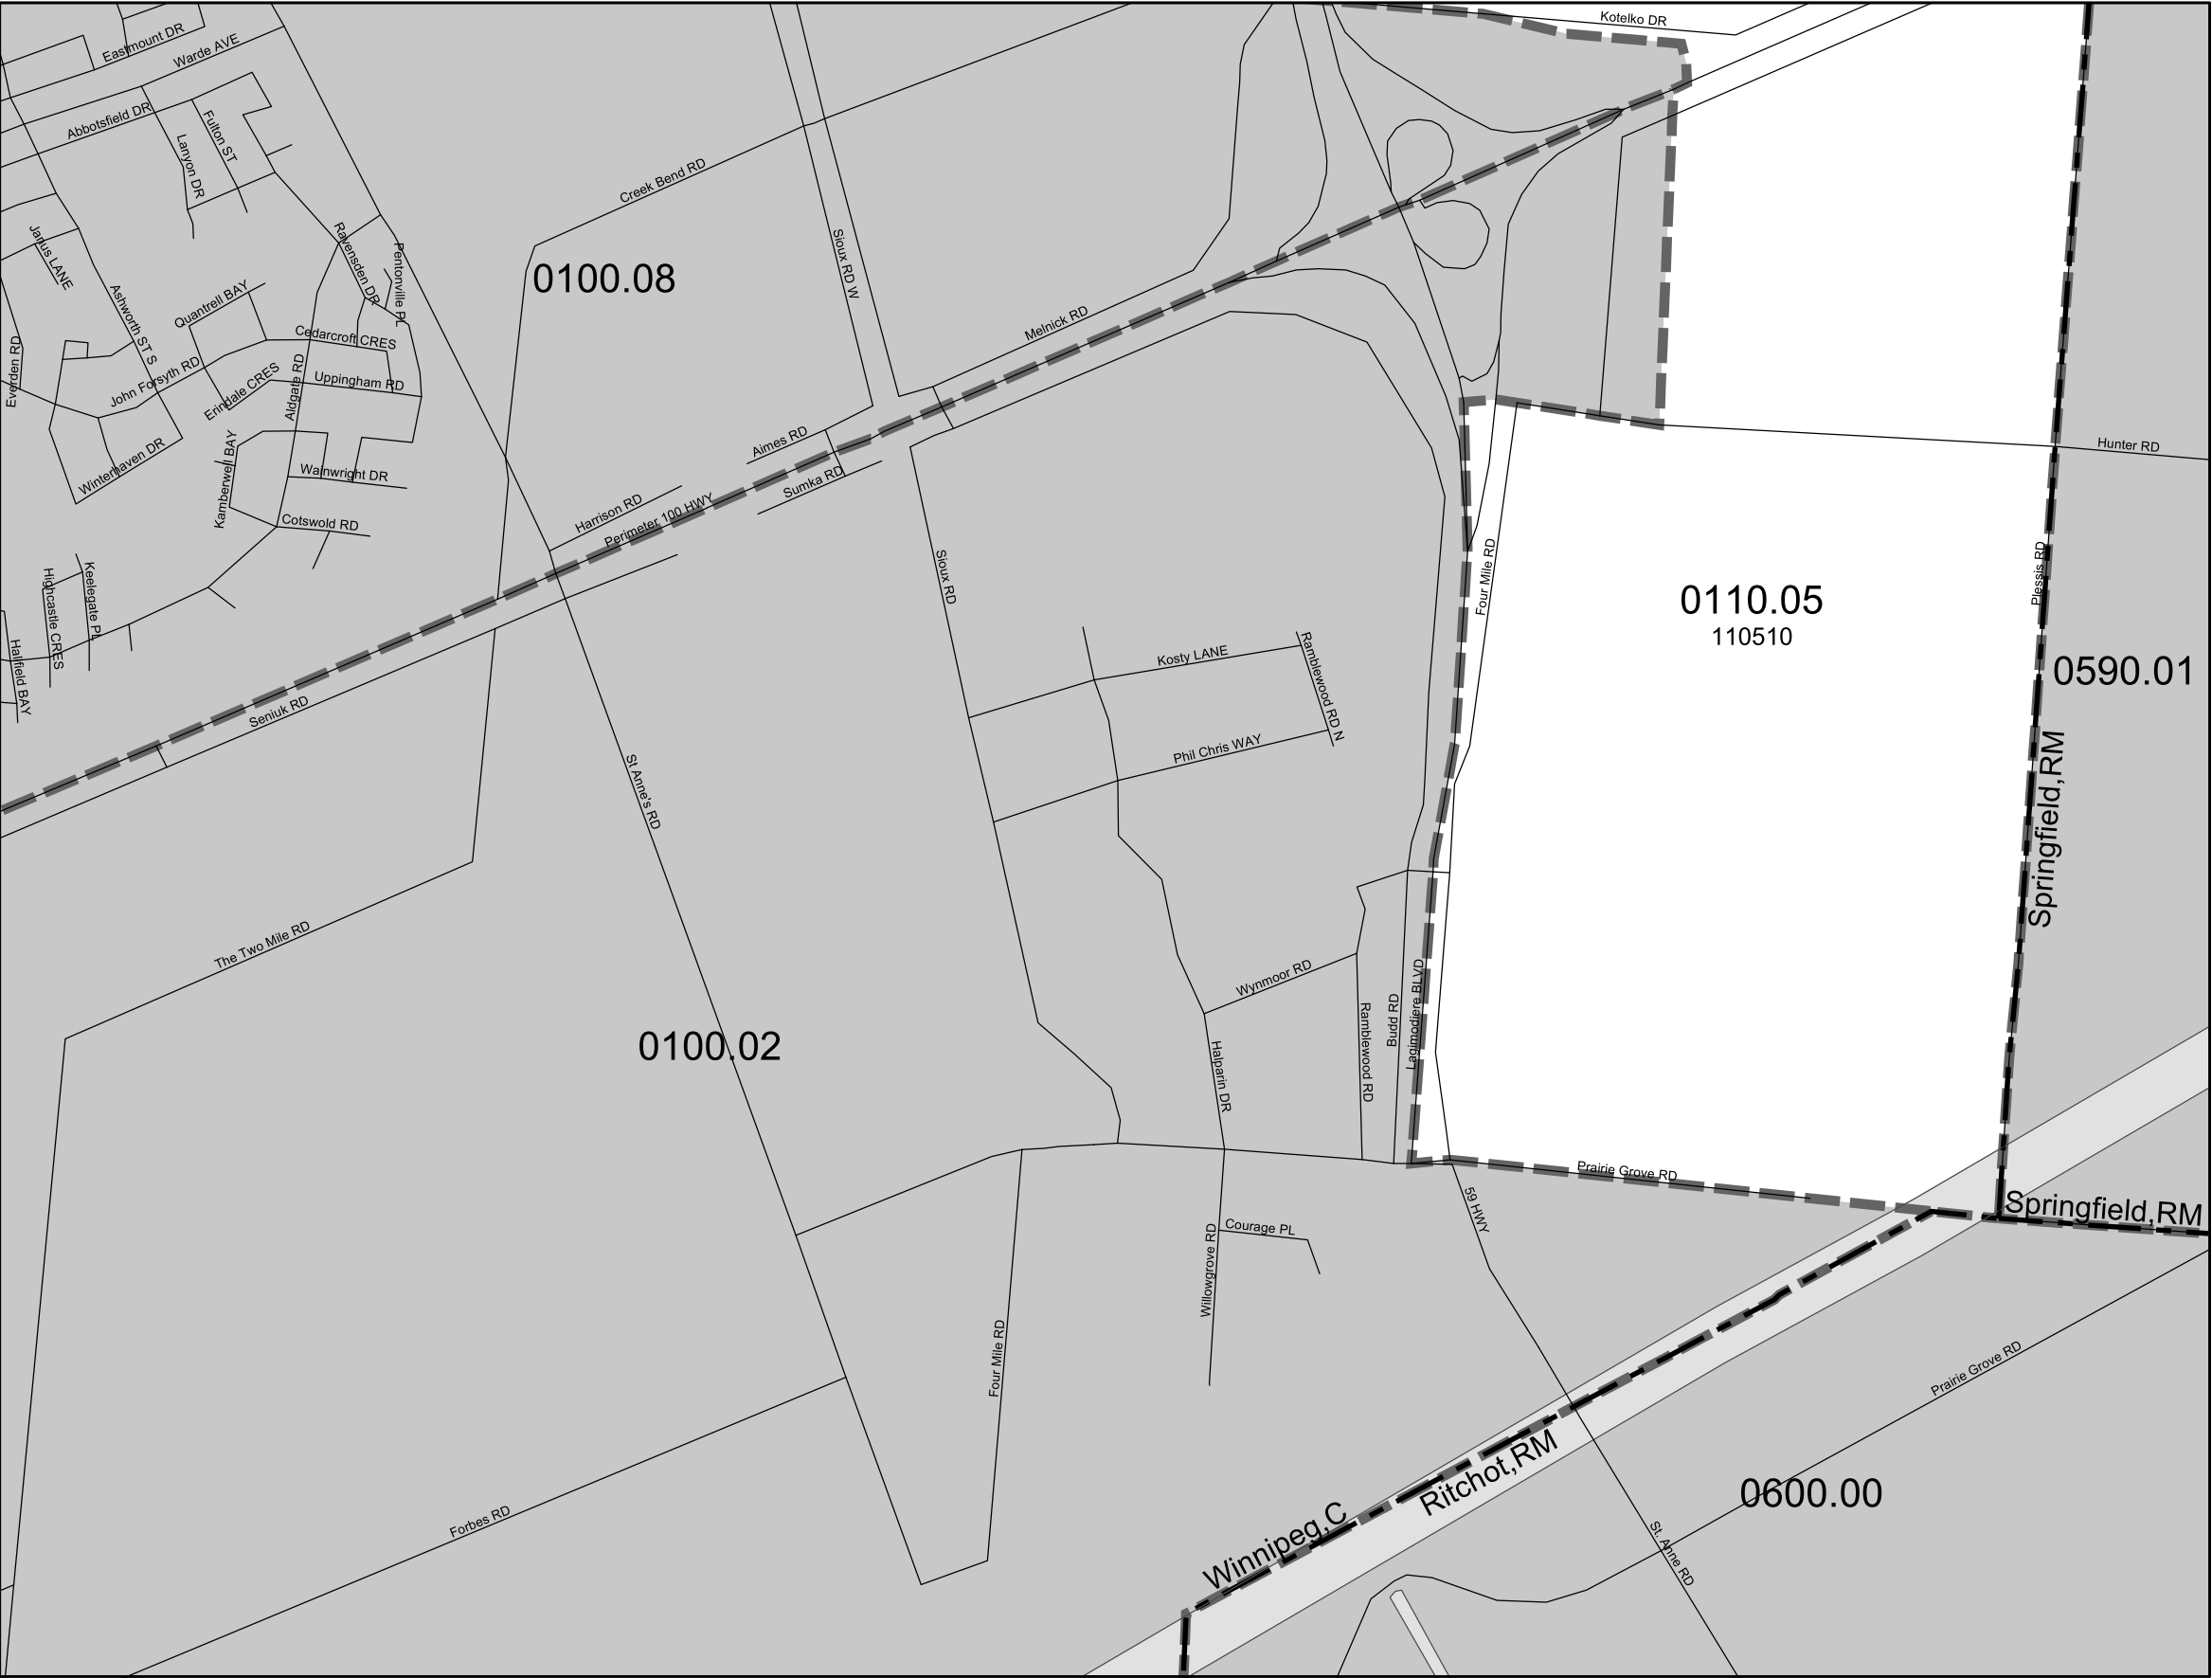 Kotelko DR
Eastmount DR
Warde AVE
Abbotsfield DR
Fulton ST
Lanyon DR
Creek Bend RD
Janus LANE
Ravensden DR
Pentonville PL
Sioux RD W
0100.08
Ashworth ST S
Quantrell BAY
Cedarcroft CRES
Melnick RD
Everden RD
John Forsyth RD
Erindale CRES
Aldgate RD
Uppingham RD
Hunter RD
Aimes RD
Winterhaven DR
Kamberwell BAY
Wainwright DR
Sumka RD
Harrison RD
Perimeter 100 HWY
Cotswold RD
Highcastle CRES
Keelegate PL
Sioux RD
Four Mile RD
Plessis RD
0110.05
110510
0590.01
Hallfield BAY
Seniuk RD
Kosty LANE
Ramblewood RD N
Phil Chris WAY
St Anne's RD
Springfield,RM
The Two Mile RD
Wynmoor RD
Lagimodiere BLVD
Budd RD
Ramblewood RD
0100.02
Halparin DR
Prairie Grove RD
59 HWY
Springfield,RM
Courage PL
Willowgrove RD
Four Mile RD
Prairie Grove RD
Ritchot,RM
0600.00
Winnipeg,C
Forbes RD
St. Anne RD